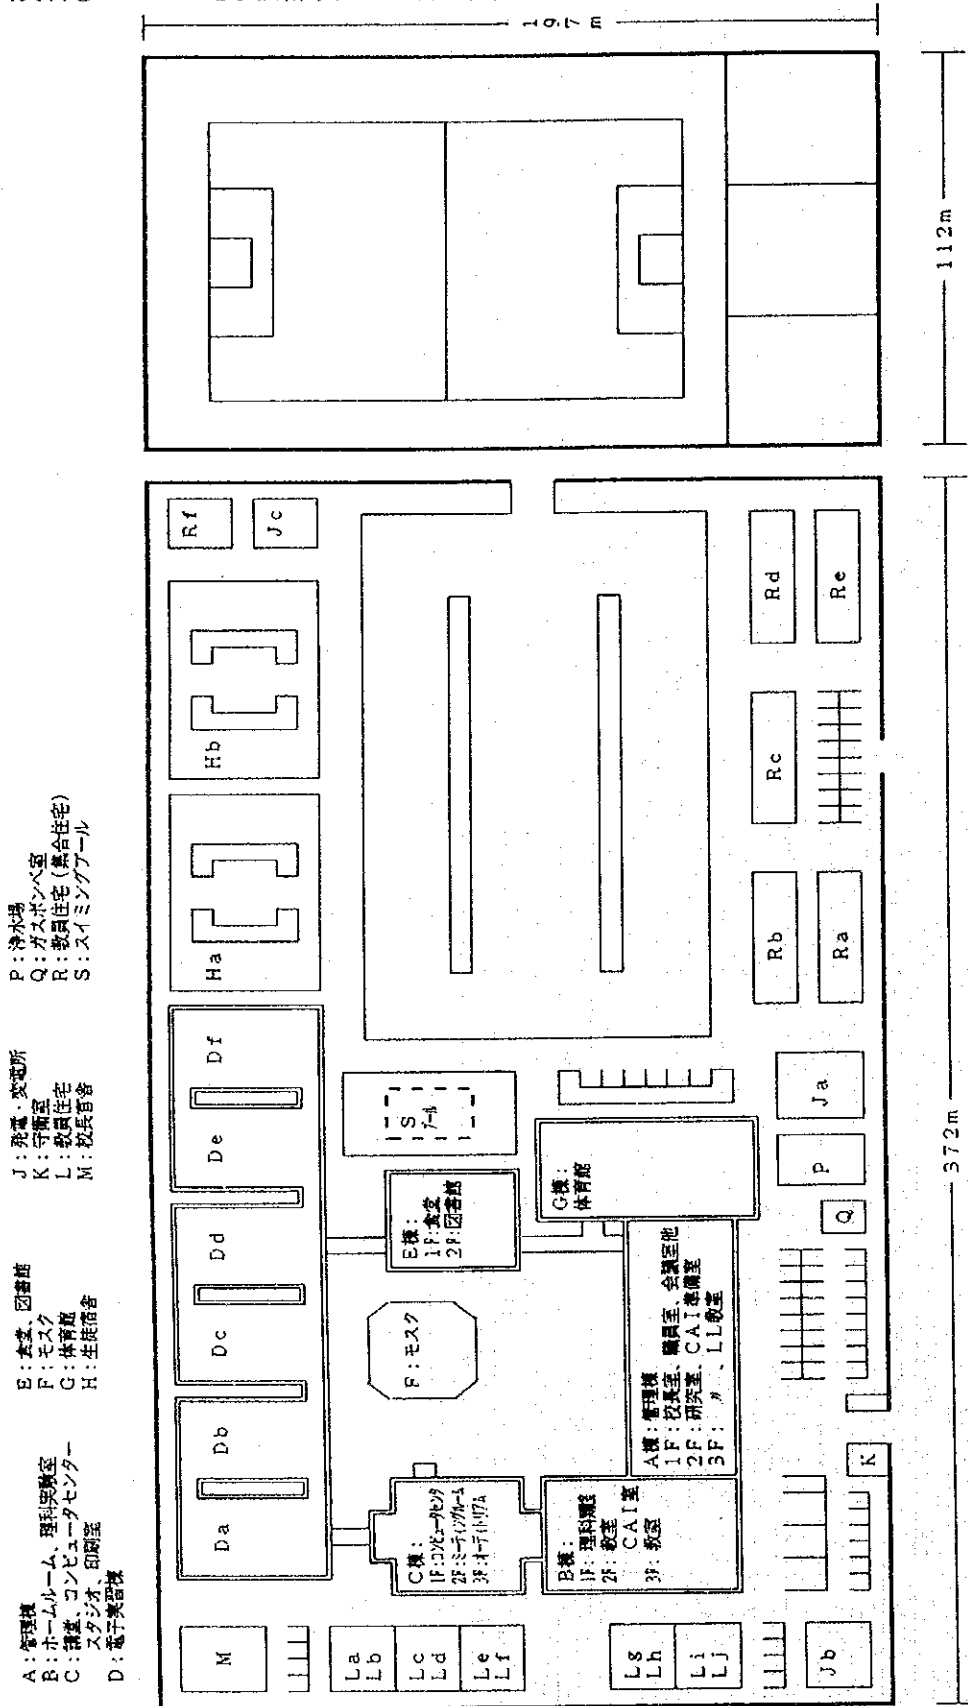 A：管理棟
B：ホームルーム、理科実験室
C：講堂、コンピュータセンター
スタジオ、印刷室
D：電子実習棟
E：食堂、図書館
F：モスク
G：体育館
H：生徒宿舎
J：発電・変電所
K：守衛室
L：教員住宅
M：校長官舎
P：浄水場
Q：ガスボンベ室
R：教員住宅（集合住宅）
S：スイミングプール
M
La
Lb
Lc
Ld
Le
Lf
Lg
Lh
Li
Lj
Jb
Da
Db
Dc
Dd
De
Df
Ha
Hb
Rf
Jc
C棟：
1F：コンピュータセンタ
2F：ミーティングルーム
3F：オーディトリアム
B棟：
1F：理科実験室
2F：教室
CAI室
3F：教室
F：モスク
E棟：
1F：食堂
2F：図書館
S
プール
G棟：
体育館
A棟：管理棟
1F：校長室、職員室、会議室他
2F：研究室、CAI準備室
3F：〃、LL教室
K
Q
P
Ja
Ra
Rb
Rc
Rd
Re
372m
112m
197m